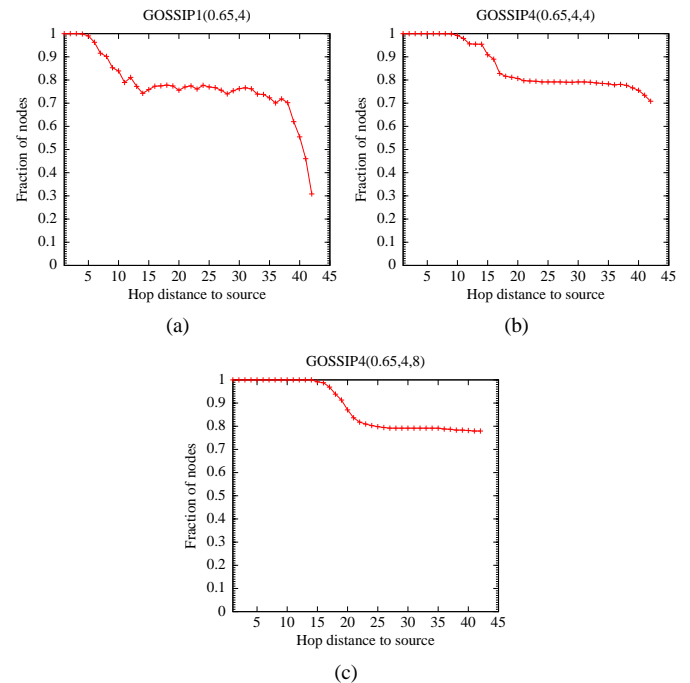 GOSSIP1(0.65,4)
1
0.9
0.8
0.7
0.6
0.5
0.4
0.3
0.2
0.1
0
Fraction of nodes
5 10 15 20 25 30 35 40 45
Hop distance to source
(a)
GOSSIP4(0.65,4,4)
1
0.9
0.8
0.7
0.6
0.5
0.4
0.3
0.2
0.1
0
Fraction of nodes
5 10 15 20 25 30 35 40 45
Hop distance to source
(b)
GOSSIP4(0.65,4,8)
1
0.9
0.8
0.7
0.6
0.5
0.4
0.3
0.2
0.1
0
Fraction of nodes
5 10 15 20 25 30 35 40 45
Hop distance to source
(c)